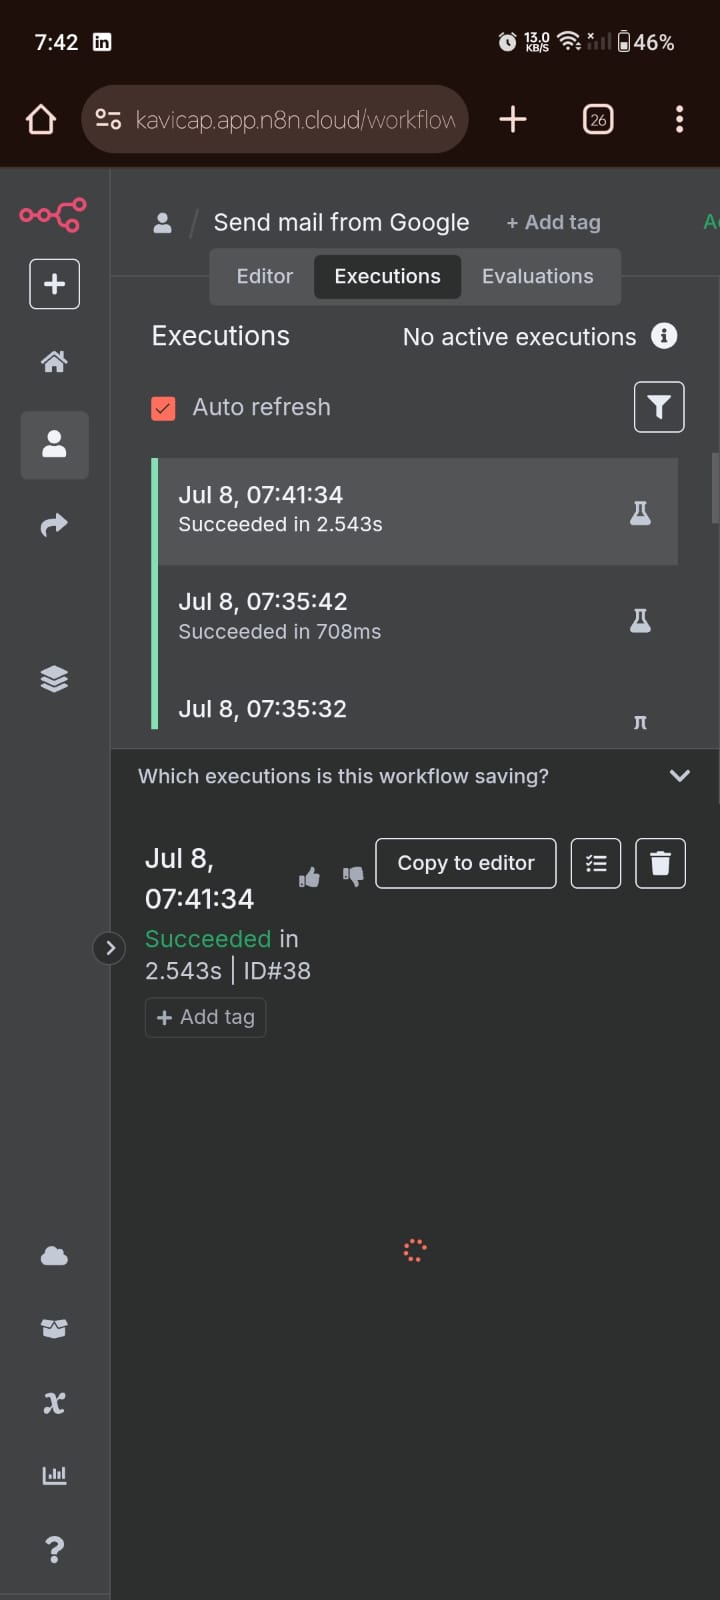 7:42 in 13.0 KB/S 46%
kavicap.app.n8n.cloud/workflow 26
/ Send mail from Google + Add tag
Editor Executions Evaluations
Executions No active executions
Auto refresh
Jul 8, 07:41:34
Succeeded in 2.543s
Jul 8, 07:35:42
Succeeded in 708ms
Jul 8, 07:35:32
Which executions is this workflow saving?
Jul 8,
07:41:34
Copy to editor
Succeeded in
2.543s | ID#38
+ Add tag